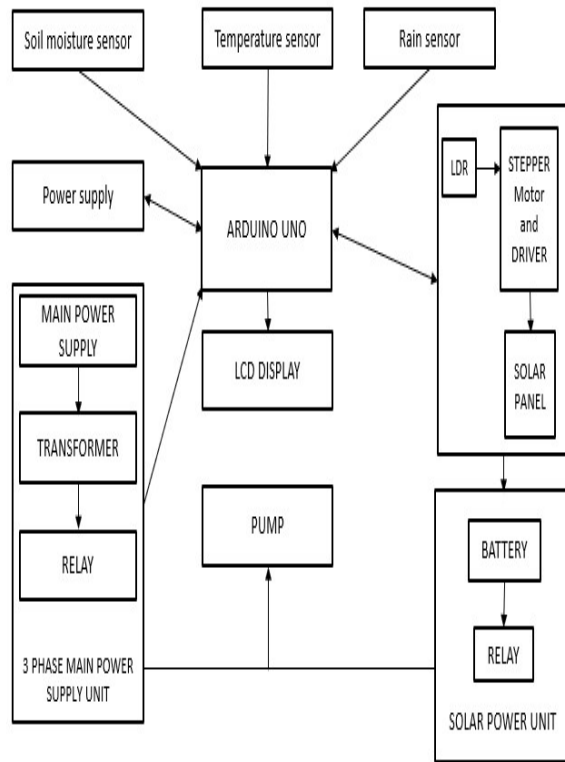 Soil moisture sensor
Temperature sensor
Rain sensor
LDR
STEPPER
Motor
and
DRIVER
Power supply
ARDUINO UNO
MAIN POWER
SUPPLY
LCD DISPLAY
SOLAR
PANEL
TRANSFORMER
PUMP
BATTERY
RELAY
RELAY
3 PHASE MAIN POWER
SUPPLY UNIT
SOLAR POWER UNIT